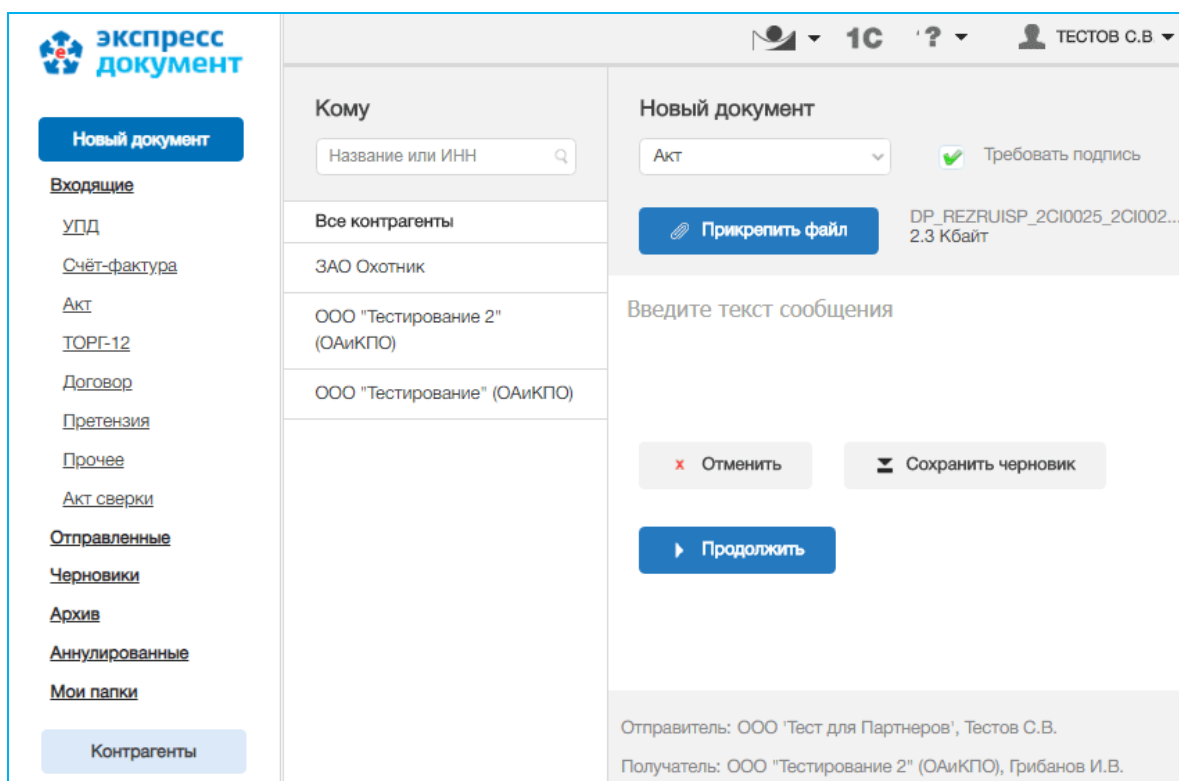 экспресс
документ
Новый документ
Входящие
УПД
Счёт-фактура
Акт
ТОРГ-12
Договор
Претензия
Прочее
Акт сверки
Отправленные
Черновики
Архив
Аннулированные
Мои папки
Контрагенты
1С
?
ТЕСТОВ С.В.
Кому
Название или ИНН
Все контрагенты
ЗАО Охотник
ООО "Тестирование 2"
(ОАиКПО)
ООО "Тестирование" (ОАиКПО)
Новый документ
Акт
Требовать подпись
Прикрепить файл
DP_REZRUISP_2CI0025_2CI002...
2.3 Кбайт
Введите текст сообщения
x Отменить
Сохранить черновик
Продолжить
Отправитель: ООО 'Тест для Партнеров', Тестов С.В.
Получатель: ООО "Тестирование 2" (ОАиКПО), Грибанов И.В.